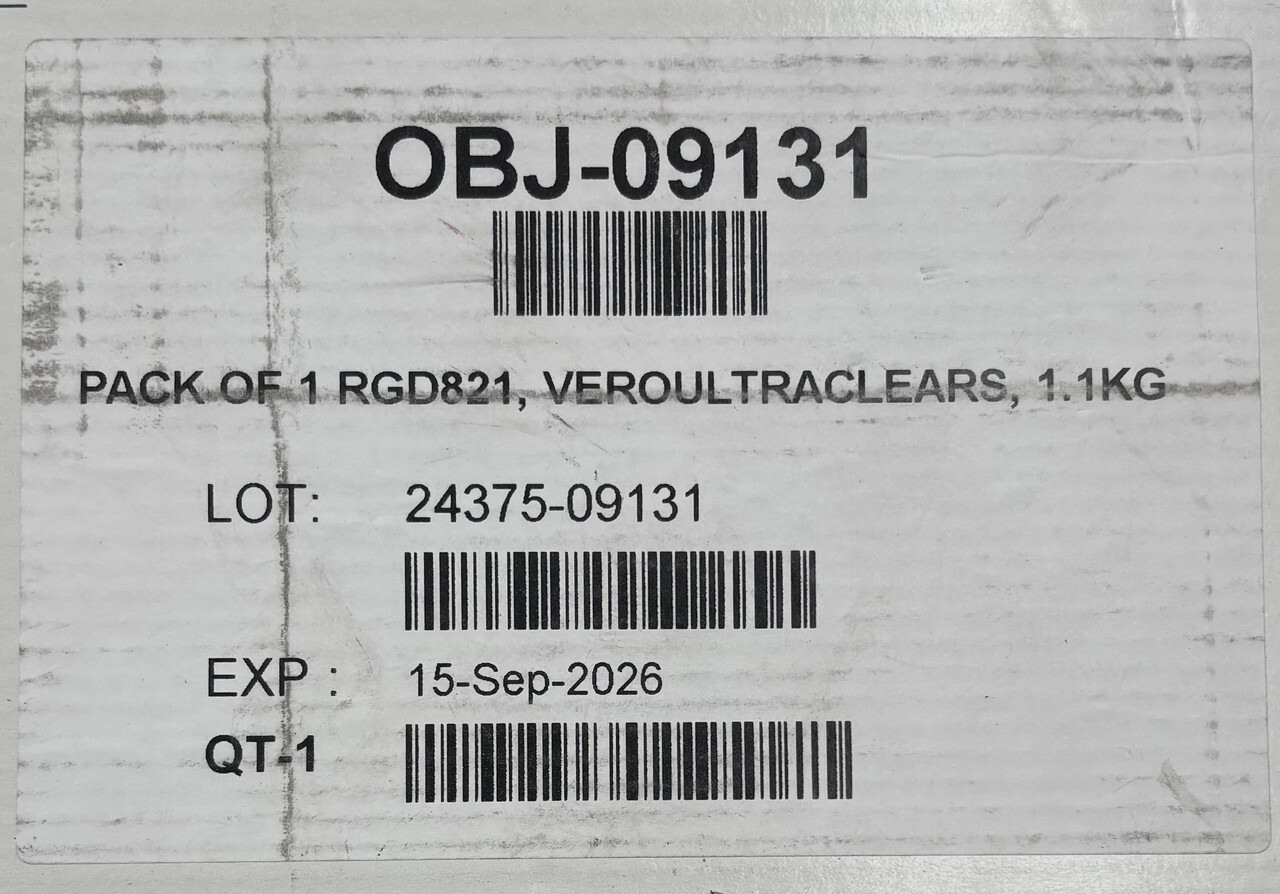 OBJ-09131
PACK OF 1 RGD821, VEROULTRACLEARS, 1.1KG
LOT: 24375-09131
EXP : 15-Sep-2026
QT-1